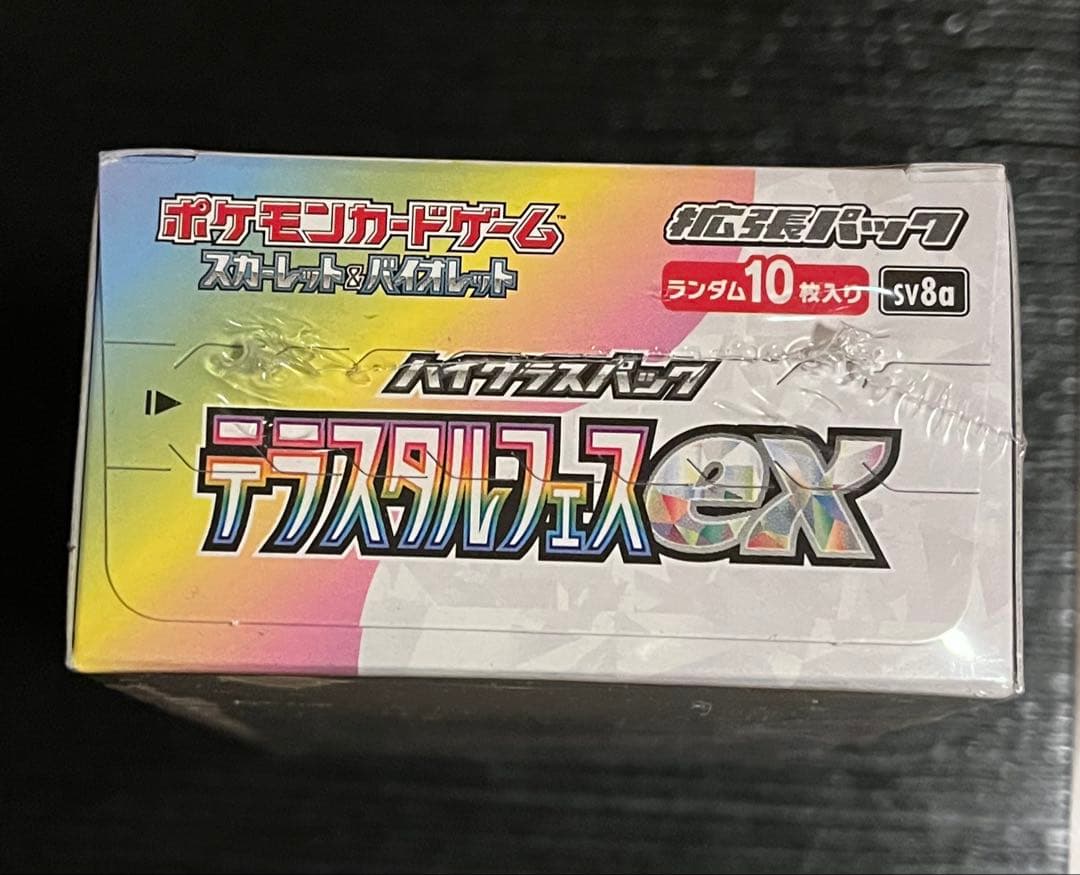 ポケモンカードゲーム™
スカーレット&バイオレット
拡張パック
ランダム10枚入り
sv8a
ハイクラスパック
テラスタルフェスex